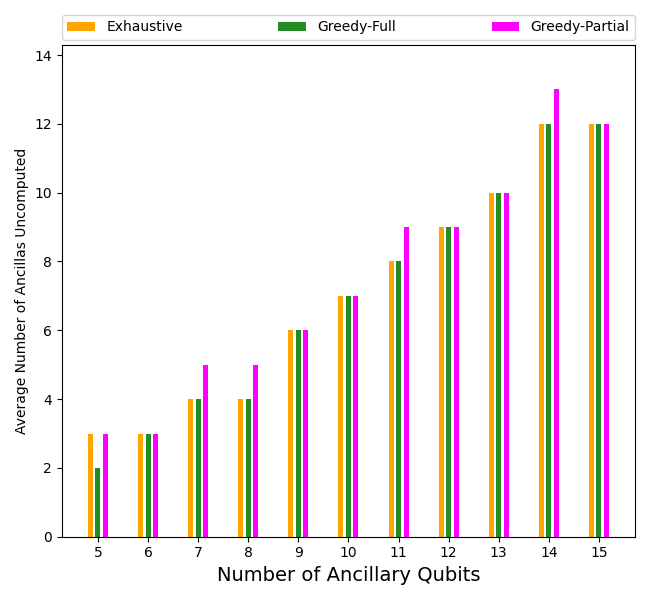 Exhaustive Greedy-Full Greedy-Partial
14
12
10
8
6
4
2
0
Average Number of Ancillas Uncomputed
5 6 7 8 9 10 11 12 13 14 15
Number of Ancillary Qubits